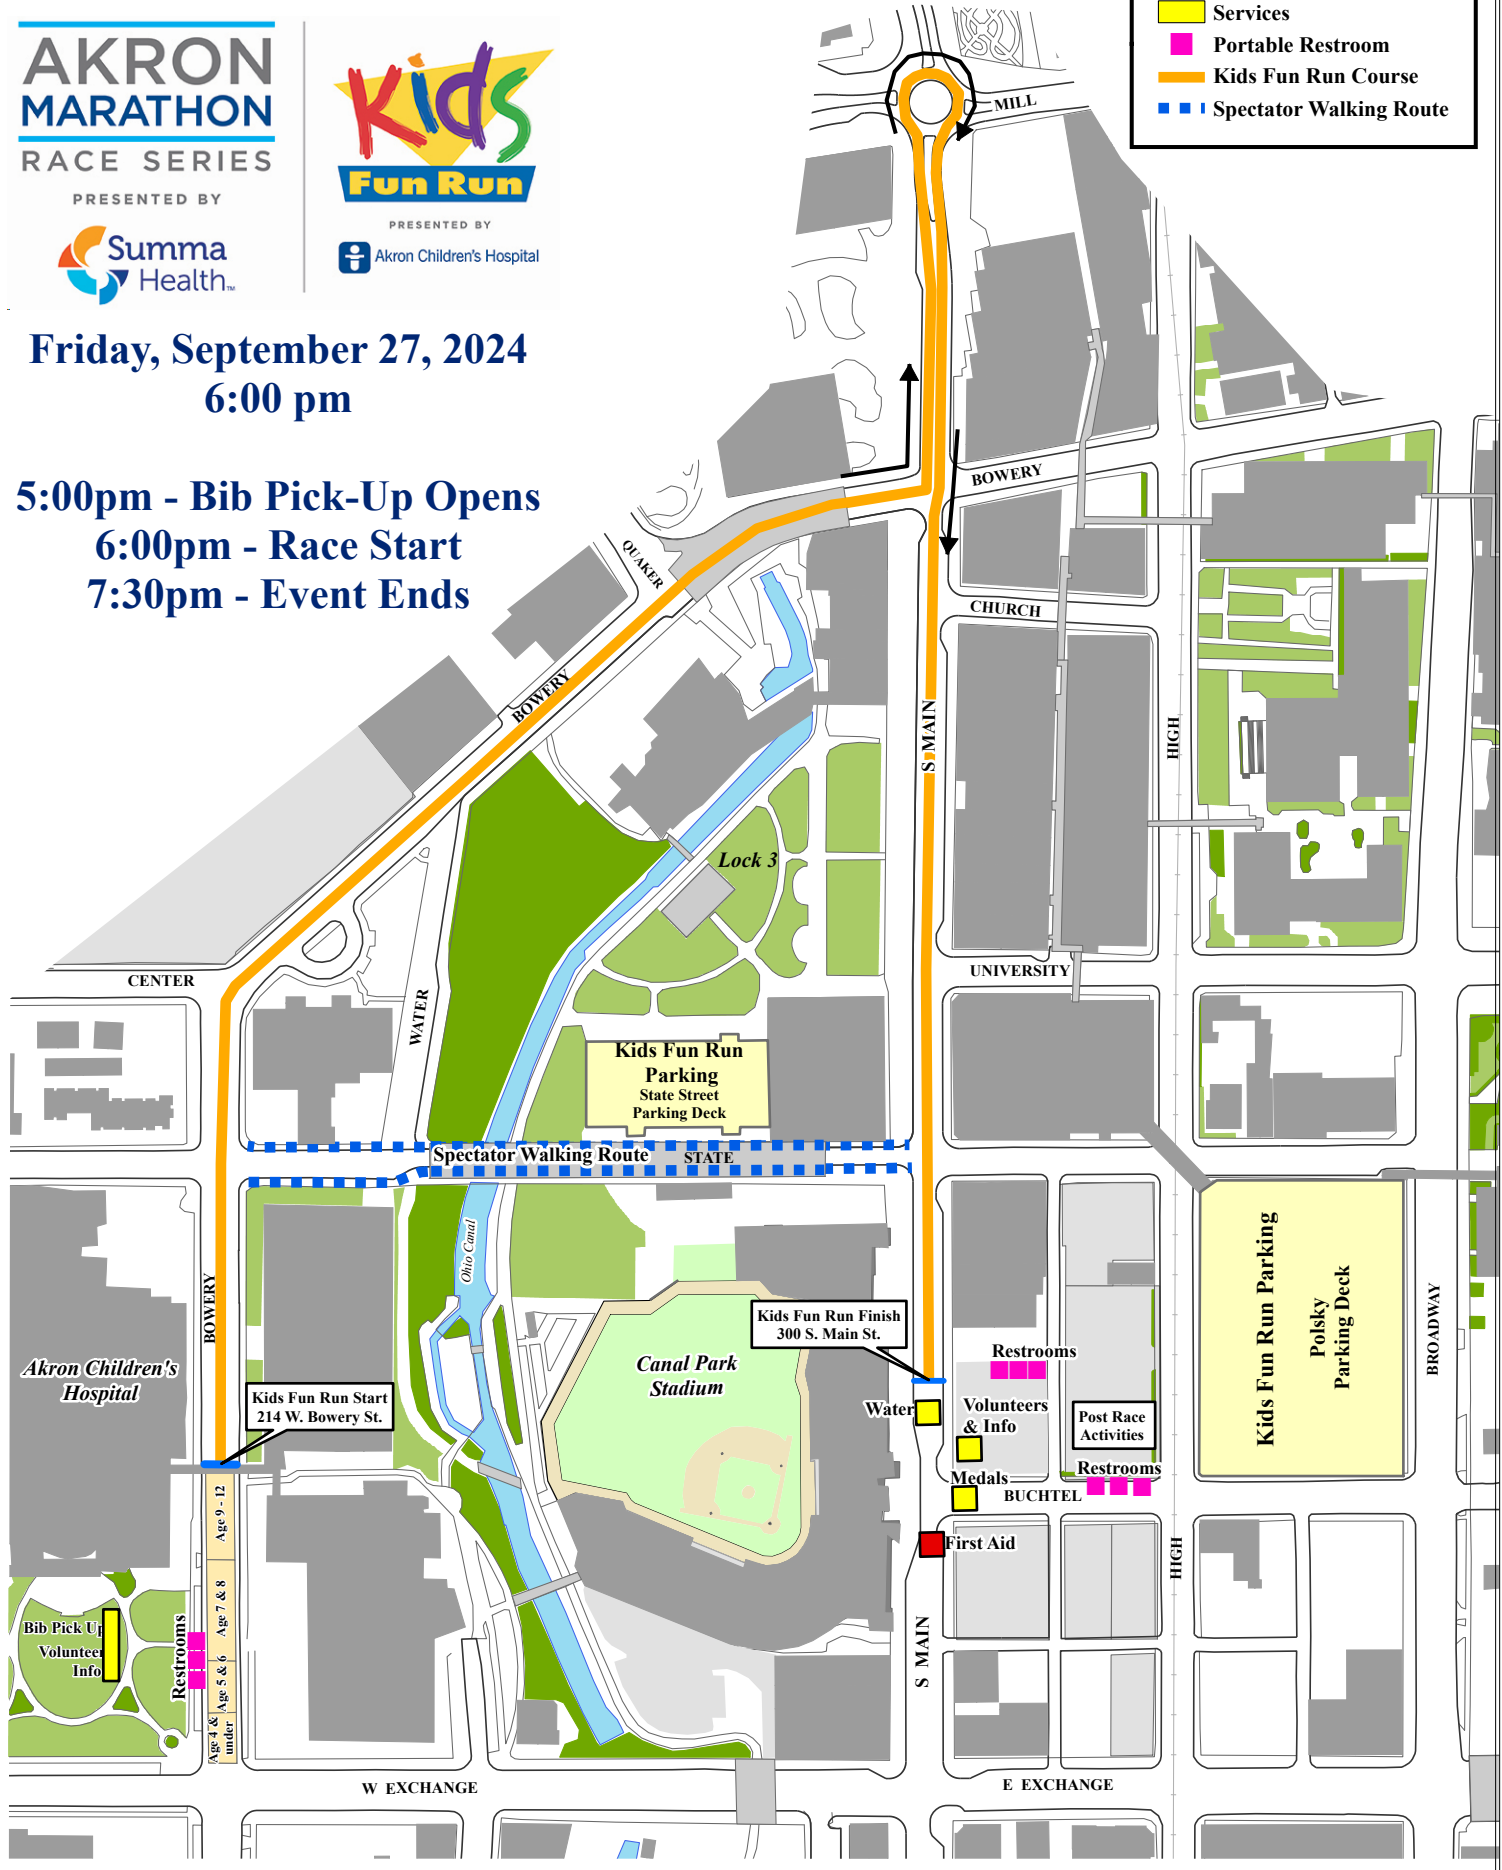 AKRON
MARATHON
RACE SERIES
PRESENTED BY
Summa
Health™
Kids
Fun Run
PRESENTED BY
Akron Children's Hospital
Friday, September 27, 2024
6:00 pm
5:00pm - Bib Pick-Up Opens
6:00pm - Race Start
7:30pm - Event Ends
Services
Portable Restroom
Kids Fun Run Course
Spectator Walking Route
MILL
BOWERY
QUAKER
CHURCH
BOWERY
S MAIN
HIGH
Lock 3
CENTER
UNIVERSITY
WATER
Kids Fun Run
Parking
State Street
Parking Deck
Spectator Walking Route
STATE
Ohio Canal
BOWERY
Akron Children's
Hospital
Kids Fun Run Start
214 W. Bowery St.
Canal Park
Stadium
Kids Fun Run Finish
300 S. Main St.
Restrooms
Water
Volunteers
& Info
Post Race
Activities
Medals
Restrooms
BUCHTEL
First Aid
Kids Fun Run Parking
Polsky
Parking Deck
BROADWAY
HIGH
Age 9 - 12
Age 7 & 8
Age 5 & 6
Age 4 &
under
Bib Pick Up
Volunteer
Info
Restrooms
S MAIN
W EXCHANGE
E EXCHANGE